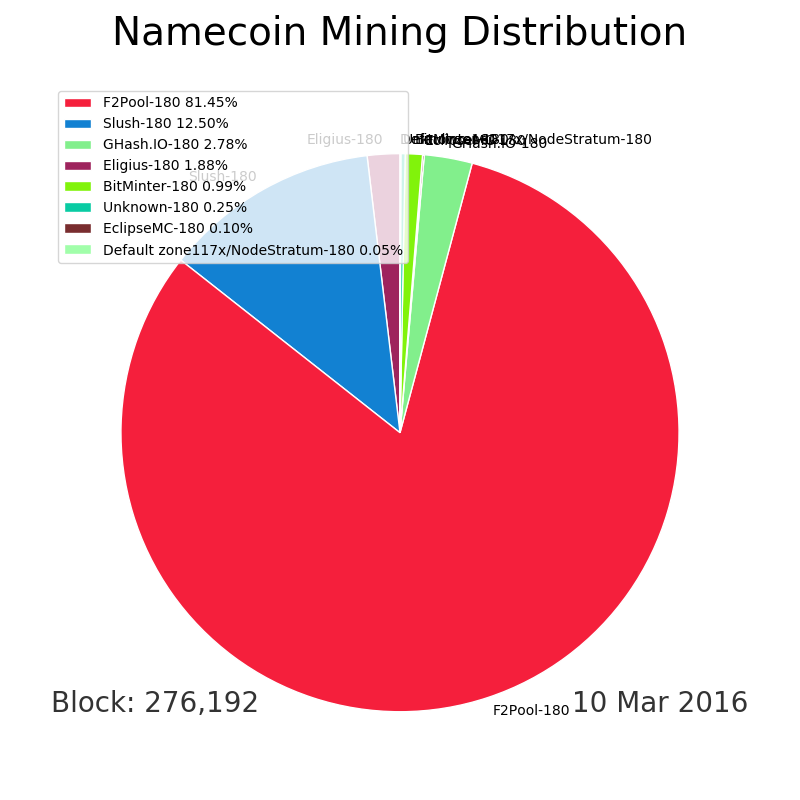 Namecoin Mining Distribution
F2Pool-180 81.45%
Slush-180 12.50%
GHash.IO-180 2.78%
Eligius-180 1.88%
BitMinter-180 0.99%
Unknown-180 0.25%
EclipseMC-180 0.10%
Default zone117x/NodeStratum-180 0.05%
Eligius-180
Slush-180
GHash.IO-180
F2Pool-180
Block: 276,192
10 Mar 2016